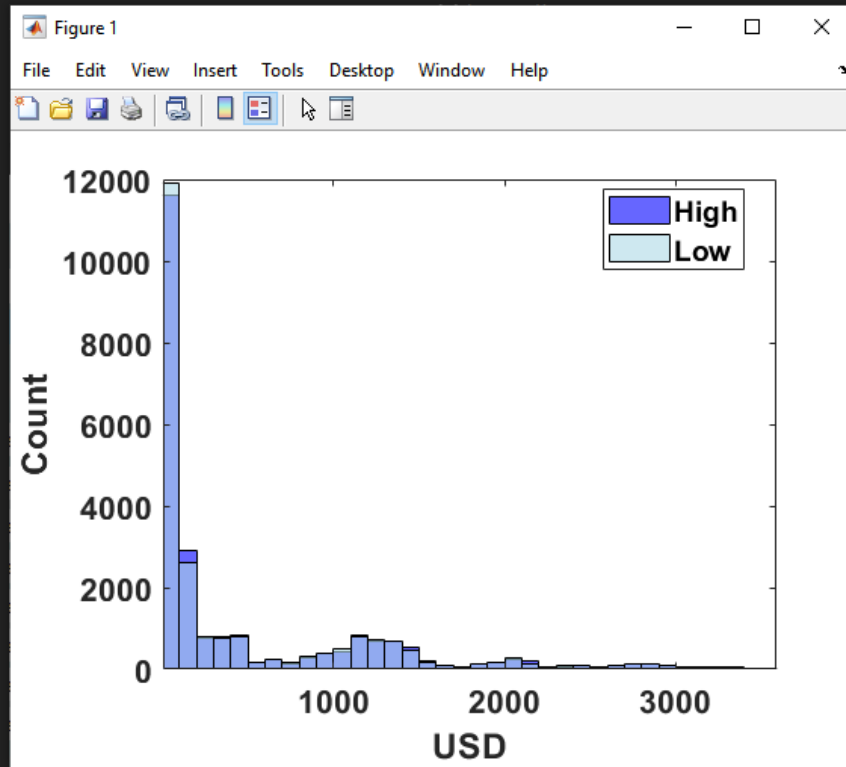 Figure 1
File Edit View Insert Tools Desktop Window Help
High
Low
12000
10000
8000
6000
4000
2000
0
Count
1000 2000 3000
USD